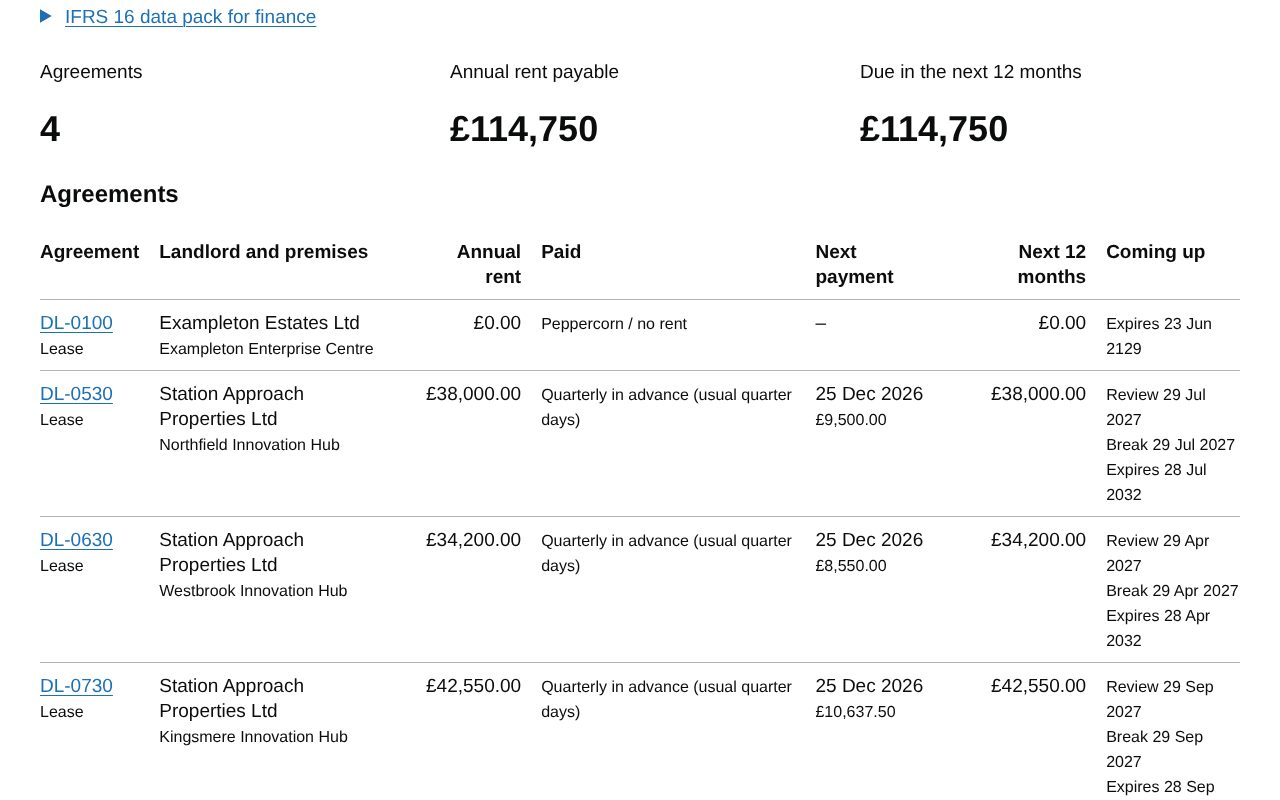 IFRS 16 data pack for finance
Agreements
Annual rent payable
Due in the next 12 months
4
£114,750
£114,750
Agreements
Agreement
Landlord and premises
Annual
rent
Paid
Next
payment
Next 12
months
Coming up
DL-0100
Lease
Exampleton Estates Ltd
Exampleton Enterprise Centre
£0.00
Peppercorn / no rent
–
£0.00
Expires 23 Jun
2129
DL-0530
Lease
Station Approach
Properties Ltd
Northfield Innovation Hub
£38,000.00
Quarterly in advance (usual quarter
days)
25 Dec 2026
£9,500.00
£38,000.00
Review 29 Jul
2027
Break 29 Jul 2027
Expires 28 Jul
2032
DL-0630
Lease
Station Approach
Properties Ltd
Westbrook Innovation Hub
£34,200.00
Quarterly in advance (usual quarter
days)
25 Dec 2026
£8,550.00
£34,200.00
Review 29 Apr
2027
Break 29 Apr 2027
Expires 28 Apr
2032
DL-0730
Lease
Station Approach
Properties Ltd
Kingsmere Innovation Hub
£42,550.00
Quarterly in advance (usual quarter
days)
25 Dec 2026
£10,637.50
£42,550.00
Review 29 Sep
2027
Break 29 Sep
2027
Expires 28 Sep